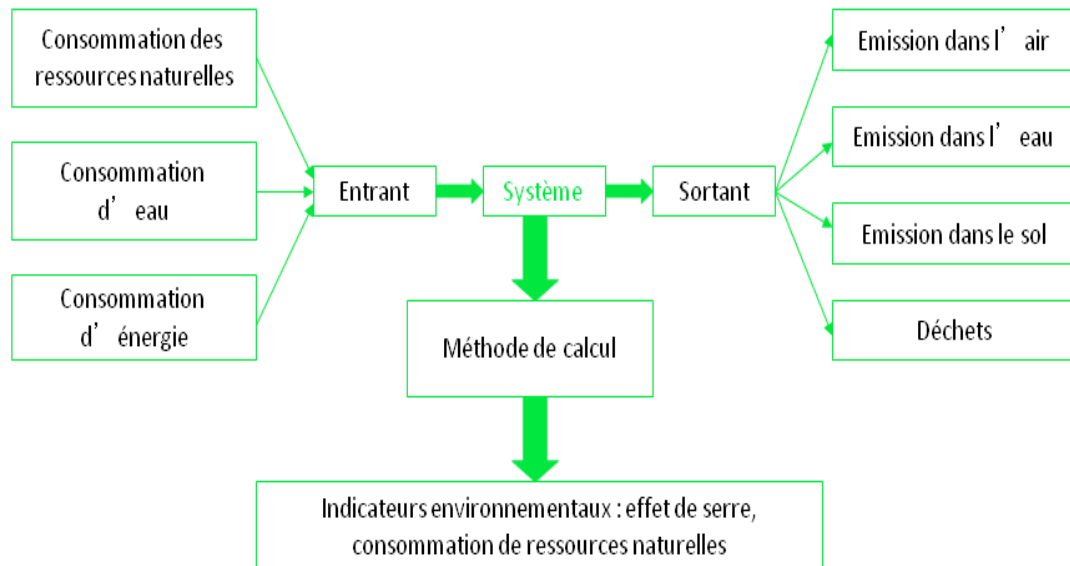 Consommation des
ressources naturelles
Consommation
d’ eau
Consommation
d’ énergie
Entrant
Système
Sortant
Emission dans l’ air
Emission dans l’ eau
Emission dans le sol
Déchets
Méthode de calcul
Indicateurs environnementaux : effet de serre,
consommation de ressources naturelles